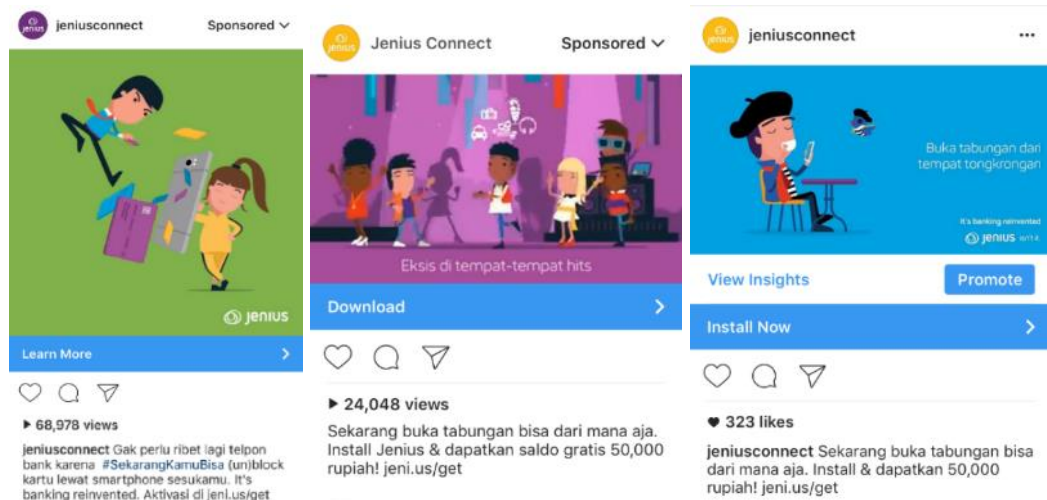 jenius
jeniusconnect
Sponsored
jenius
Learn More
68,978 views
jeniusconnect Gak perlu ribet lagi telpon
bank karena #SekarangKamuBisa (un)block
kartu lewat smartphone sesukamu. It's
banking reinvented. Aktivasi di jeni.us/get
jenius
Jenius Connect
Sponsored
Eksis di tempat-tempat hits
Download
24,048 views
Sekarang buka tabungan bisa dari mana aja.
Install Jenius & dapatkan saldo gratis 50,000
rupiah! jeni.us/get
jenius
jeniusconnect
Buka tabungan dari
tempat tongkrongan
It's banking reinvented
jenius
View Insights
Promote
Install Now
323 likes
jeniusconnect Sekarang buka tabungan bisa
dari mana aja. Install & dapatkan 50,000
rupiah! jeni.us/get